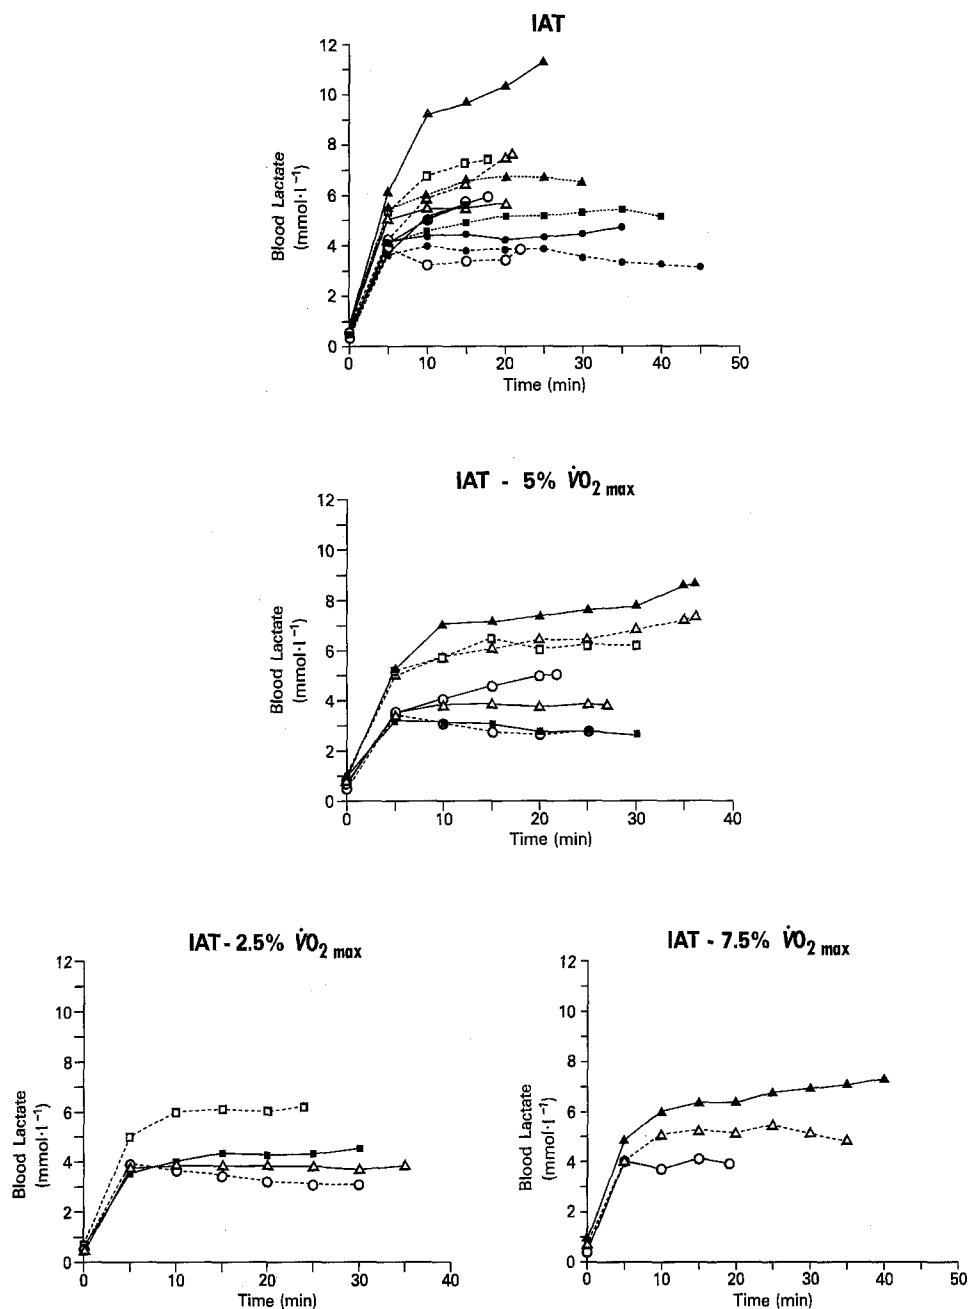 IAT
12
10
8
6
4
2
0
Blood Lactate
(mmol·l⁻¹)
0 10 20 30 40 50
Time (min)
IAT - 5% V̇O₂ max
12
10
8
6
4
2
0
Blood Lactate
(mmol·l⁻¹)
0 10 20 30 40
Time (min)
IAT - 2.5% V̇O₂ max
12
10
8
6
4
2
0
Blood Lactate
(mmol·l⁻¹)
0 10 20 30 40
Time (min)
IAT - 7.5% V̇O₂ max
12
10
8
6
4
2
0
Blood Lactate
(mmol·l⁻¹)
0 10 20 30 40 50
Time (min)